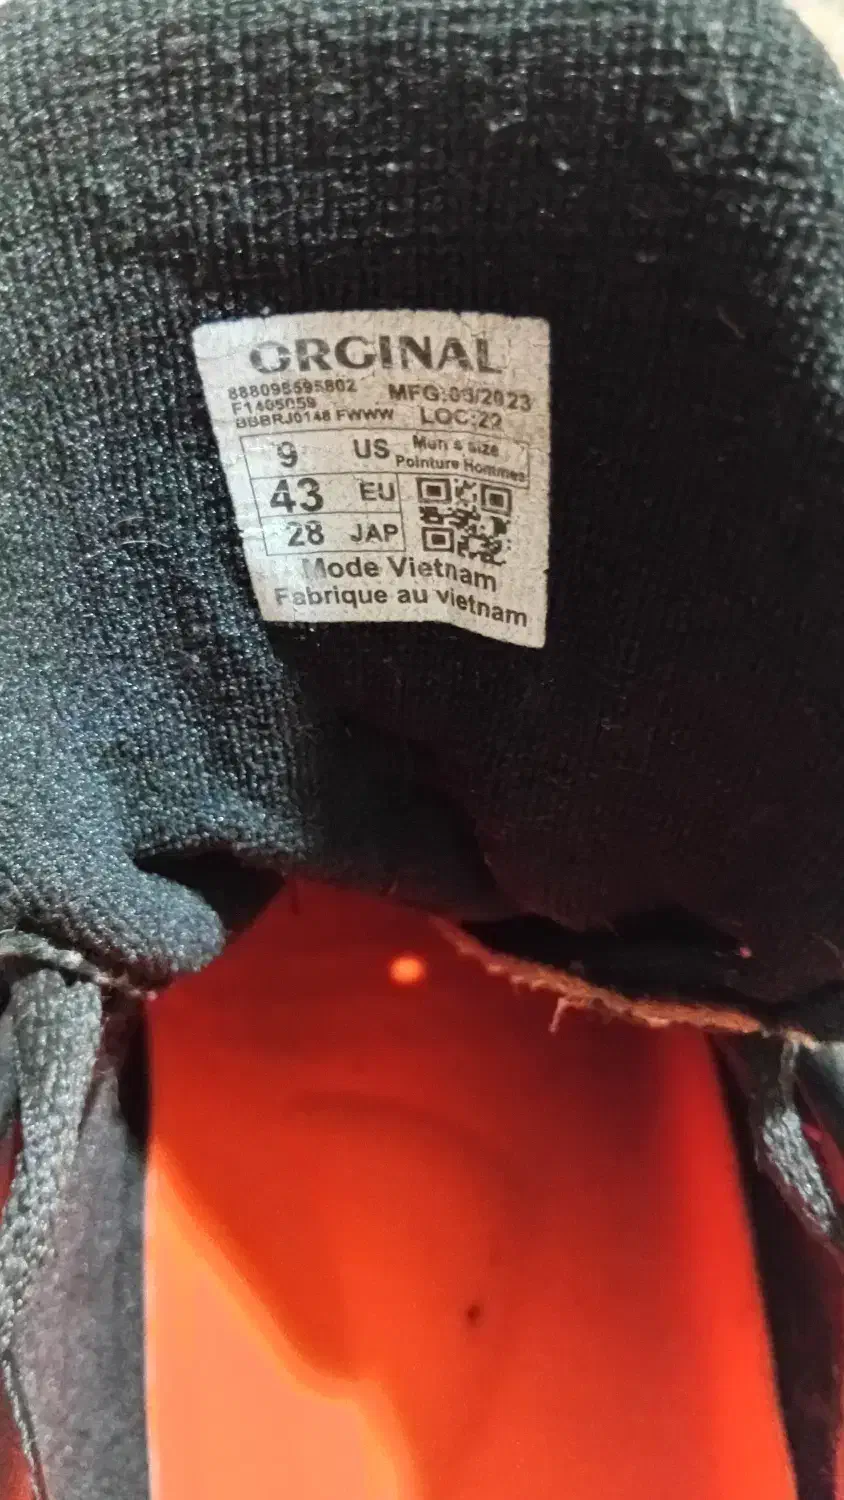 ORGINAL
888098595802 MFG:03/2023
F1405059
BBBRJ0148 FWWW LOC:22
9 US Mun s size
Pointure Hommes
43 EU
28 JAP
Mode Vietnam
Fabrique au vietnam